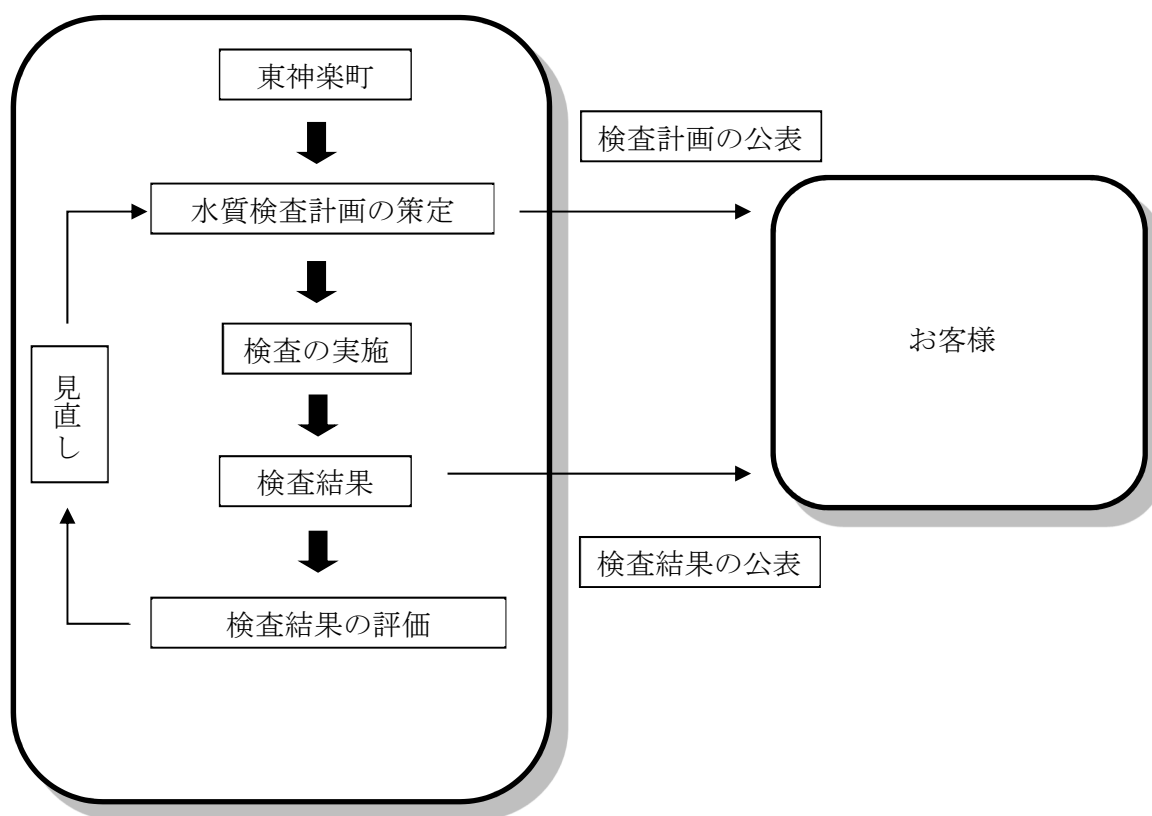 東神楽町
検査計画の公表
水質検査計画の策定
検査の実施
お客様
見直し
検査結果
検査結果の公表
検査結果の評価